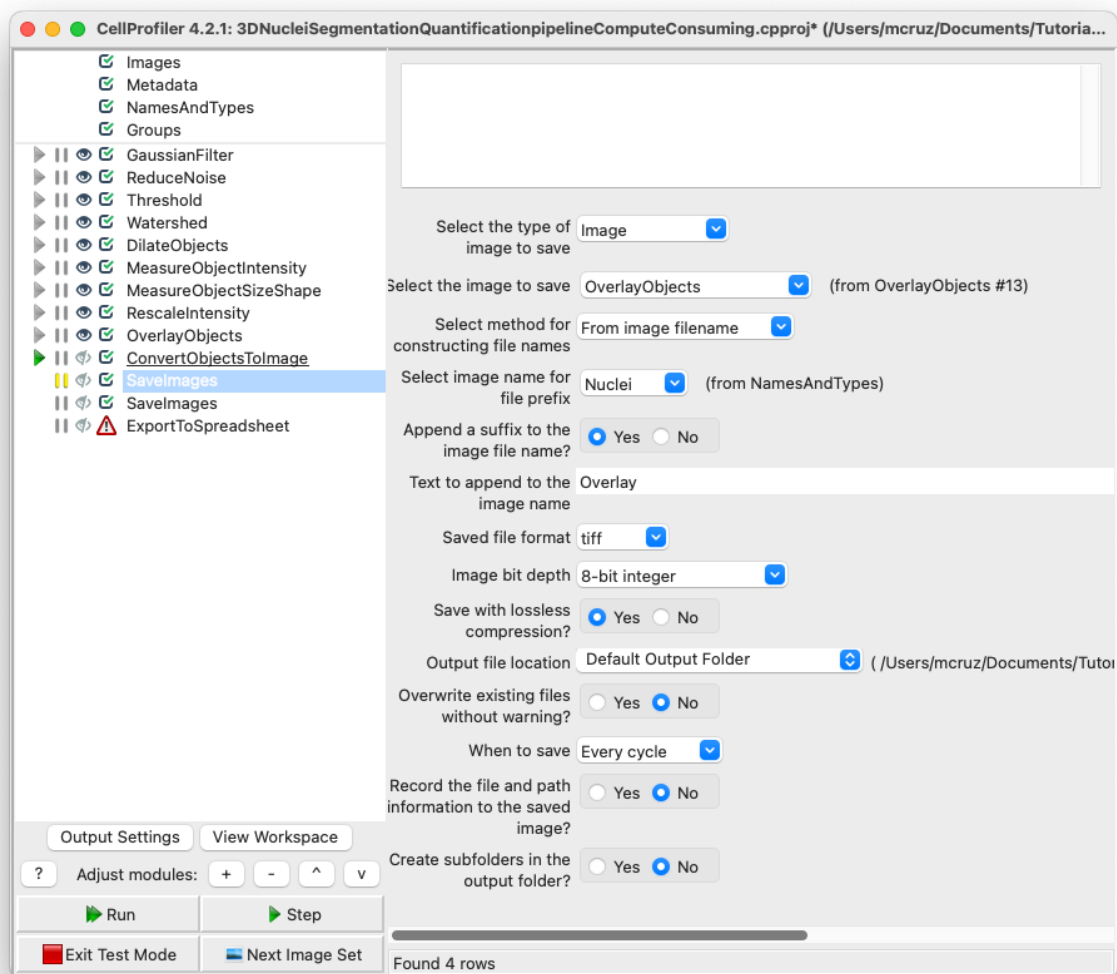 CellProfiler 4.2.1: 3DNucleiSegmentationQuantificationpipelineComputeConsuming.cpproj* (/Users/mcruz/Documents/Tutoria...
Images
Metadata
NamesAndTypes
Groups
GaussianFilter
ReduceNoise
Threshold
Watershed
DilateObjects
MeasureObjectIntensity
MeasureObjectSizeShape
RescaleIntensity
OverlayObjects
ConvertObjectsToImage
SaveImages
SaveImages
ExportToSpreadsheet
Output Settings
View Workspace
?
Adjust modules:
+
-
^
v
Run
Step
Exit Test Mode
Next Image Set
Select the type of
image to save
Image
Select the image to save
OverlayObjects
(from OverlayObjects #13)
Select method for
constructing file names
From image filename
Select image name for
file prefix
Nuclei
(from NamesAndTypes)
Append a suffix to the
image file name?
Yes
No
Text to append to the
image name
Overlay
Saved file format
tiff
Image bit depth
8-bit integer
Save with lossless
compression?
Yes
No
Output file location
Default Output Folder
( /Users/mcruz/Documents/Tutor
Overwrite existing files
without warning?
Yes
No
When to save
Every cycle
Record the file and path
information to the saved
image?
Yes
No
Create subfolders in the
output folder?
Yes
No
Found 4 rows